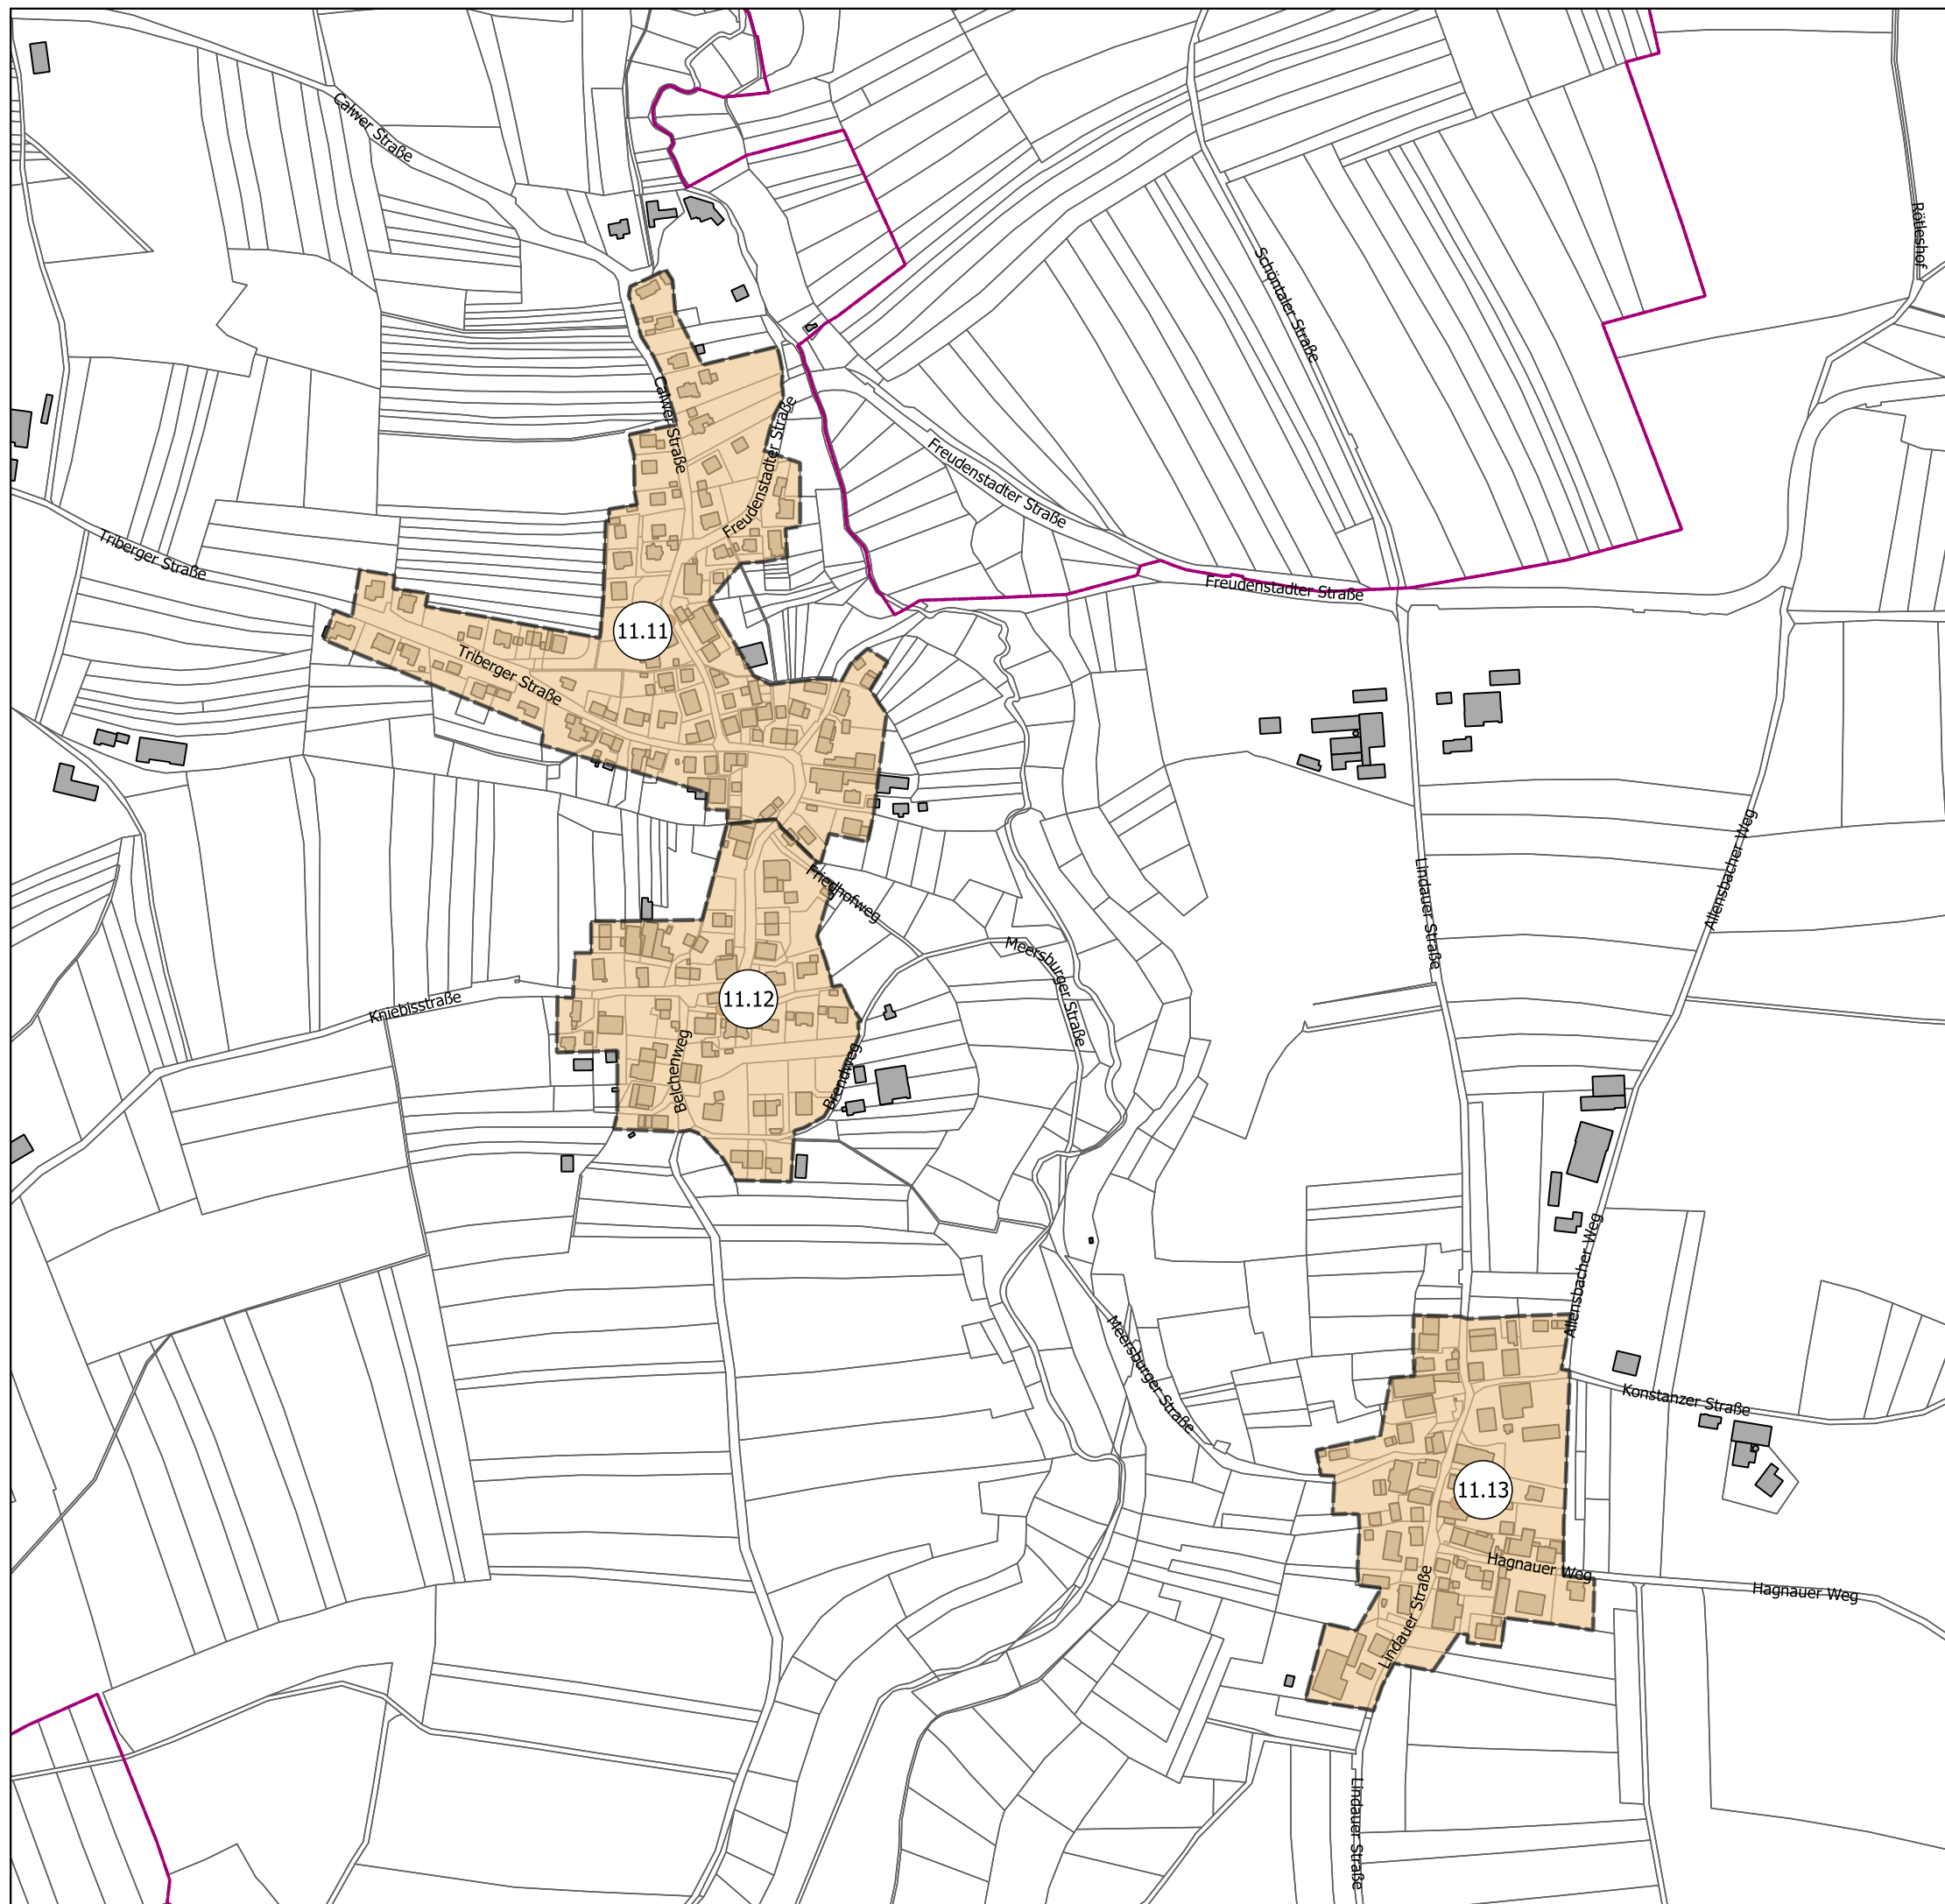 Calwer Straße
Rötleshof
Schöntaler Straße
Calwer Straße
Freudenstadter Straße
Freudenstadter Straße
Triberger Straße
Freudenstadter Straße
11.11
Triberger Straße
Lindauer Straße
Allensbacher Weg
Friedhofweg
Meersburger Straße
11.12
Kniebisstraße
Belchenweg
Brendweg
Allensbacher Weg
Meersburger Straße
Konstanzer Straße
11.13
Hagnauer Weg
Hagnauer Weg
Lindauer Straße
Lindauer Straße